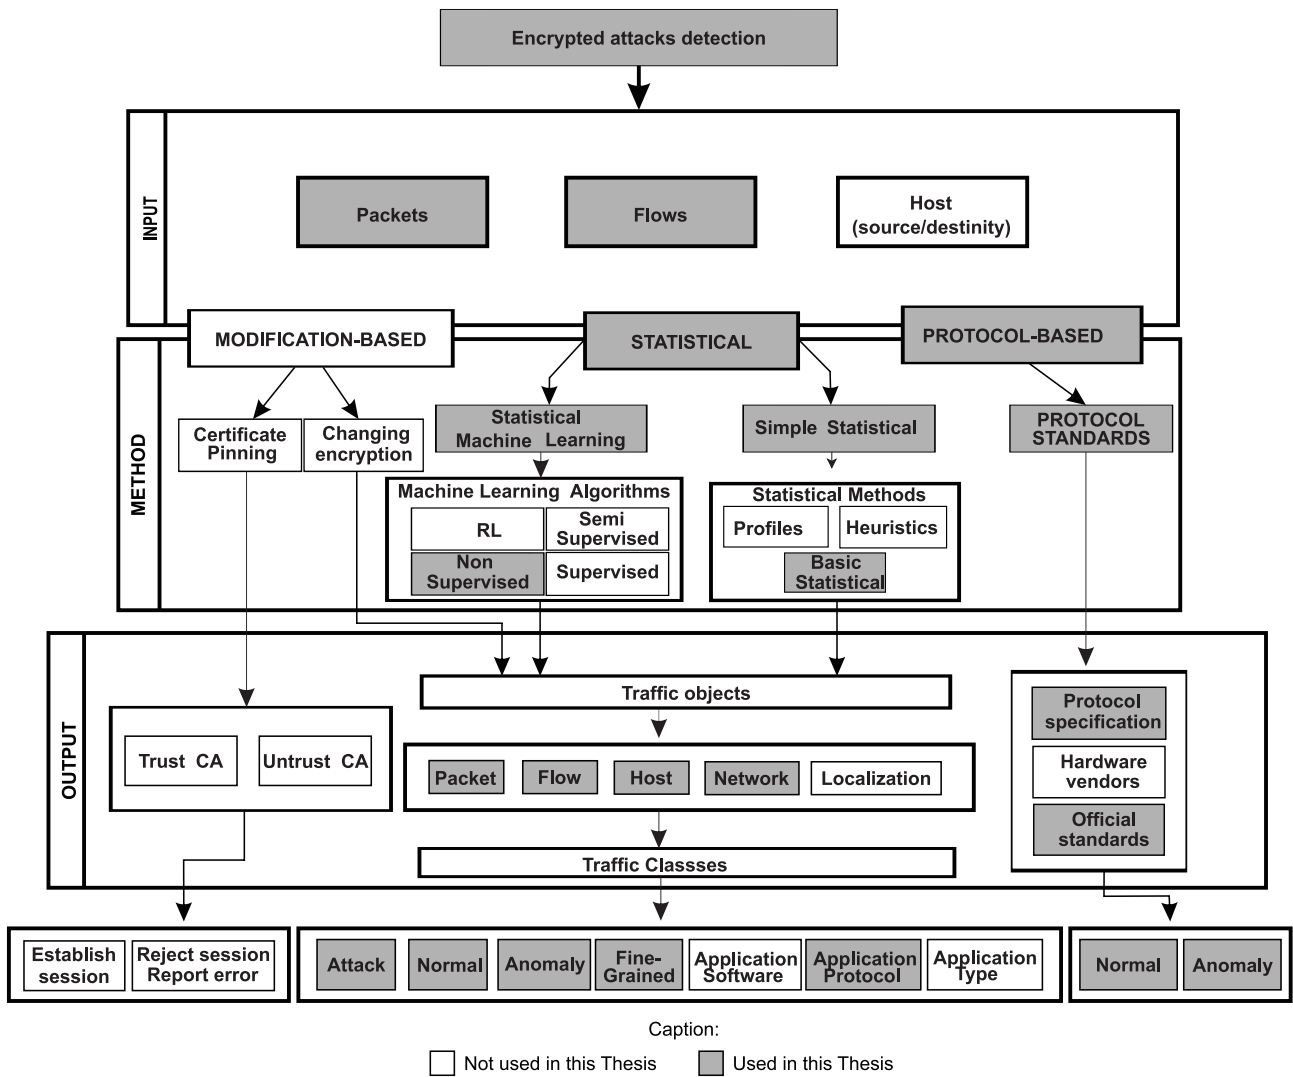 Encrypted attacks detection
INPUT
Packets
Flows
Host
(source/destinity)
MODIFICATION-BASED
STATISTICAL
PROTOCOL-BASED
METHOD
Certificate
Pinning
Changing
encryption
Statistical
Machine Learning
Simple Statistical
PROTOCOL
STANDARDS
Machine Learning Algorithms
RL
Semi
Supervised
Non
Supervised
Supervised
Statistical Methods
Profiles
Heuristics
Basic
Statistical
OUTPUT
Traffic objects
Trust CA
Untrust CA
Packet
Flow
Host
Network
Localization
Protocol
specification
Hardware
vendors
Official
standards
Traffic Classses
Establish
session
Reject session
Report error
Attack
Normal
Anomaly
Fine-
Grained
Application
Software
Application
Protocol
Application
Type
Normal
Anomaly
Caption:
Not used in this Thesis
Used in this Thesis